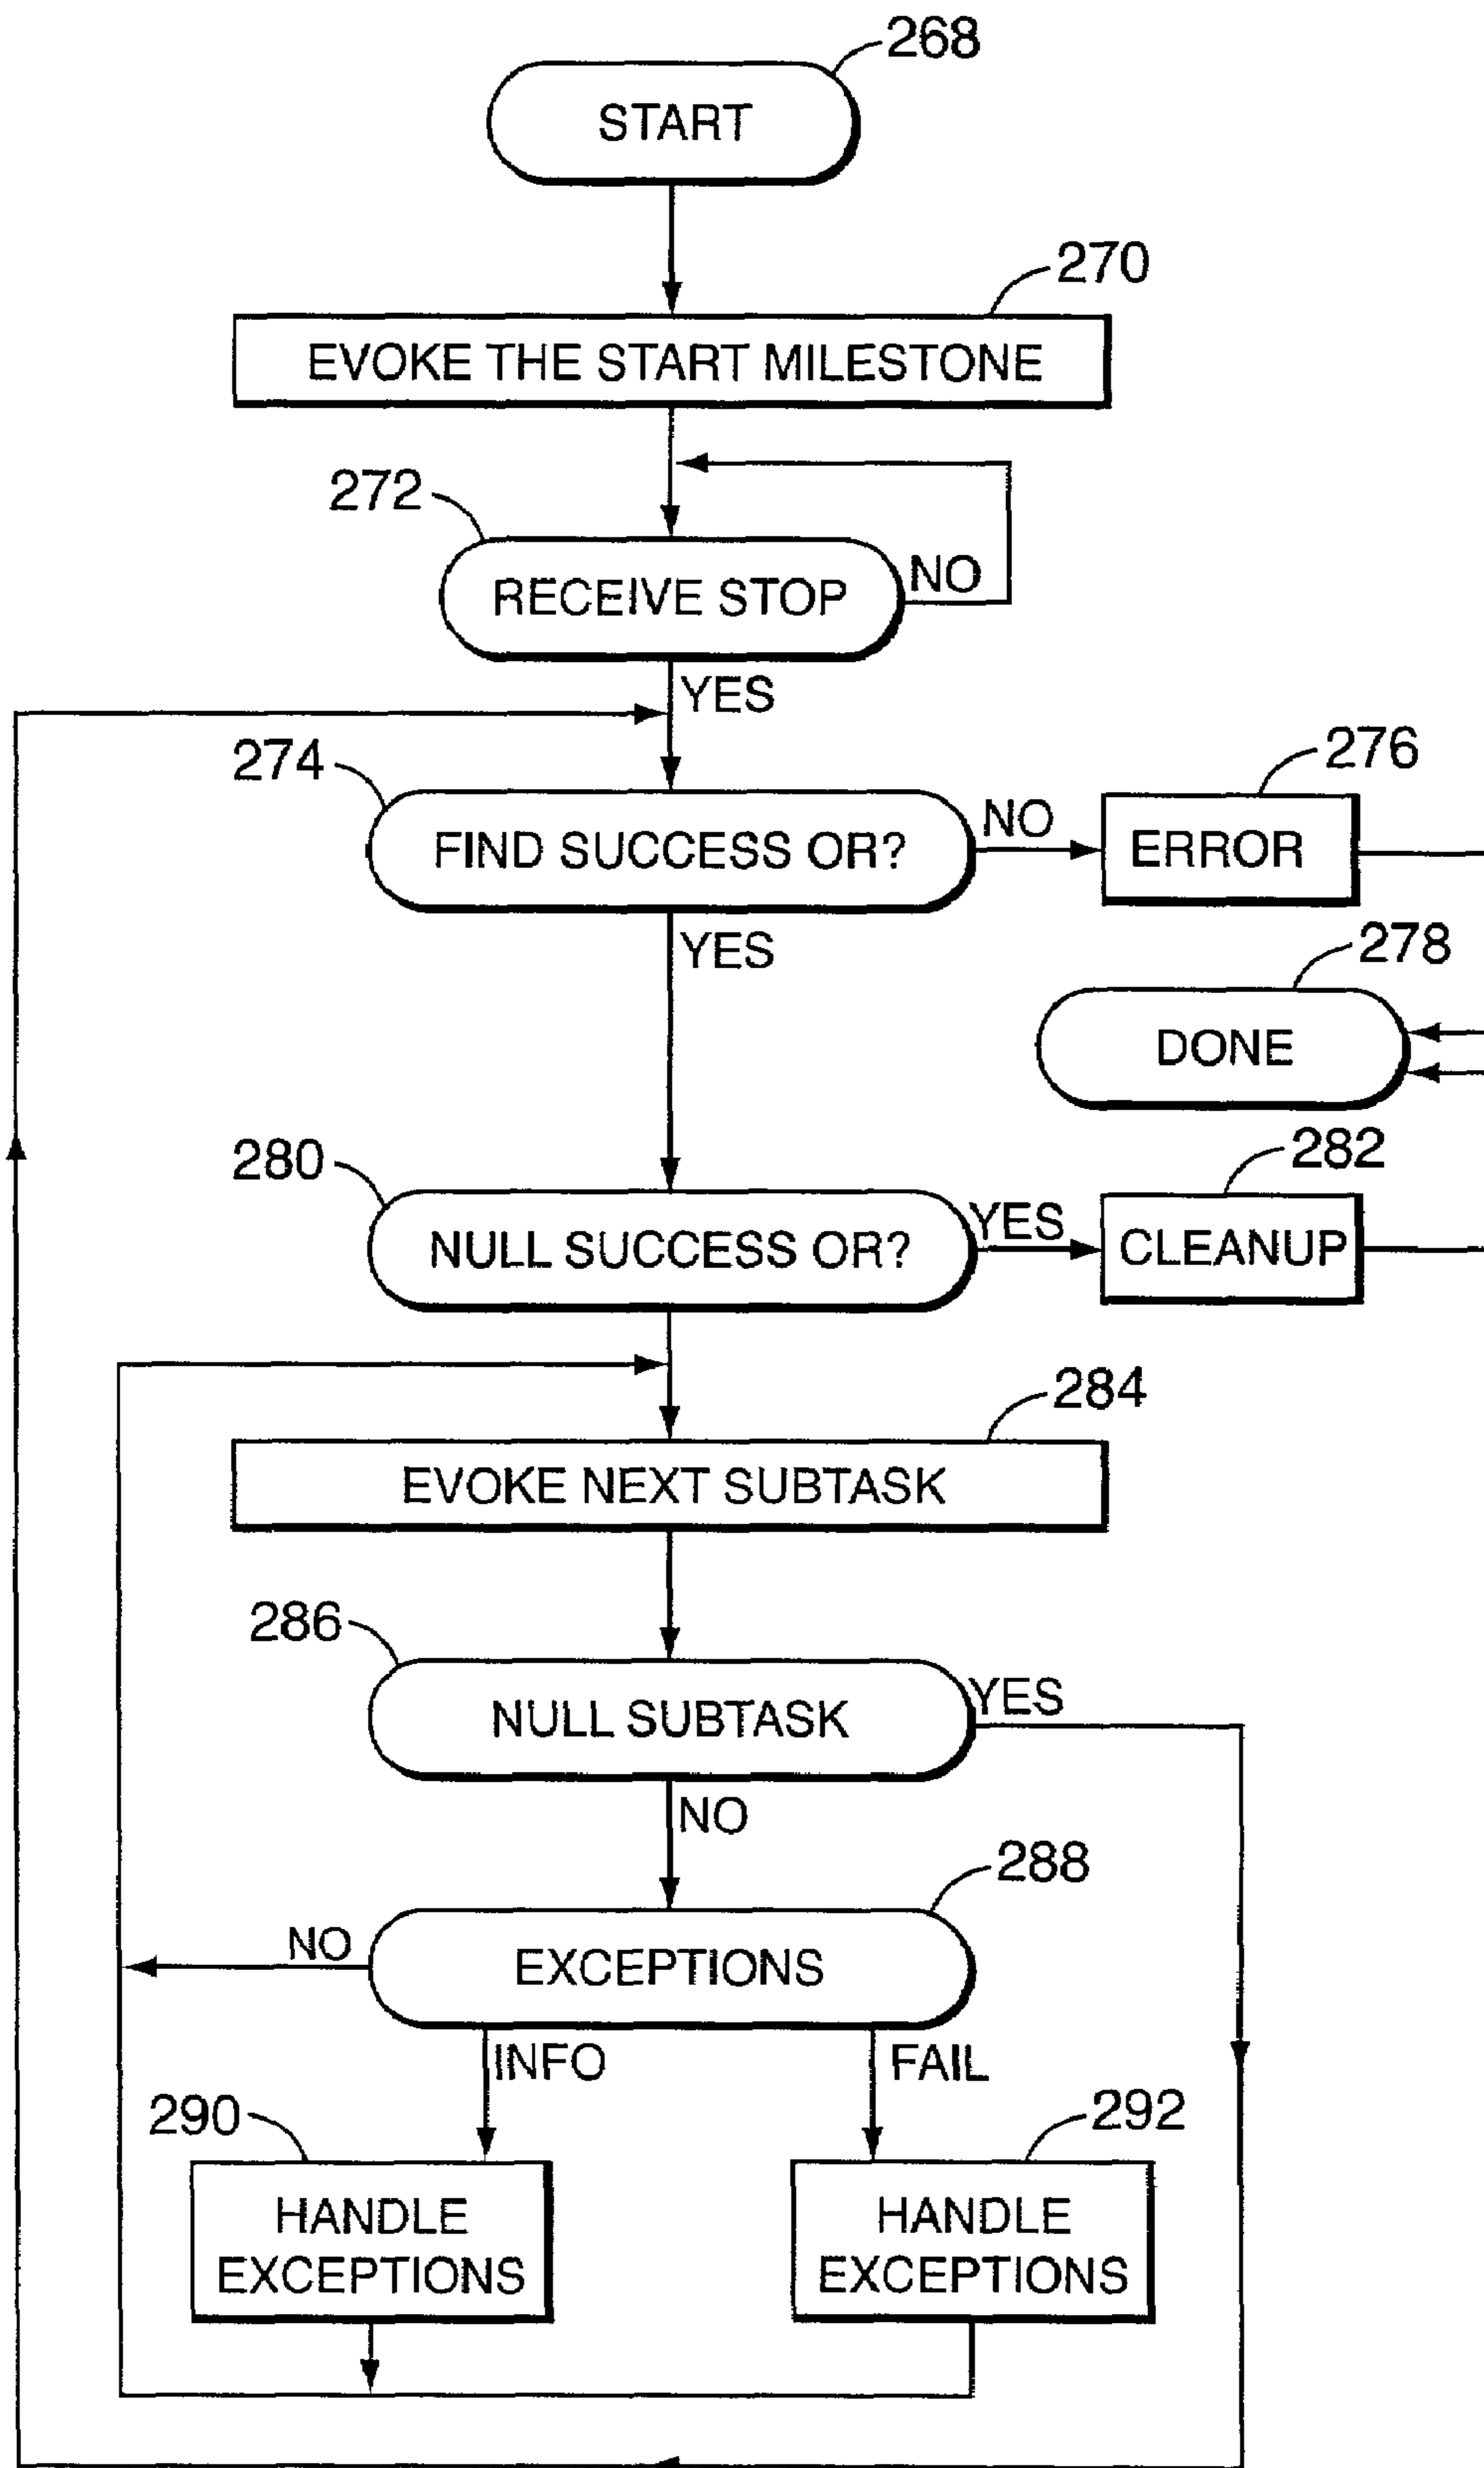 268
START
270
EVOKE THE START MILESTONE
272
RECEIVE STOP
NO
YES
274
FIND SUCCESS OR?
NO
276
ERROR
YES
278
DONE
280
NULL SUCCESS OR?
YES
282
CLEANUP
284
EVOKE NEXT SUBTASK
286
NULL SUBTASK
YES
NO
288
NO
EXCEPTIONS
INFO
FAIL
290
292
HANDLE
EXCEPTIONS
HANDLE
EXCEPTIONS